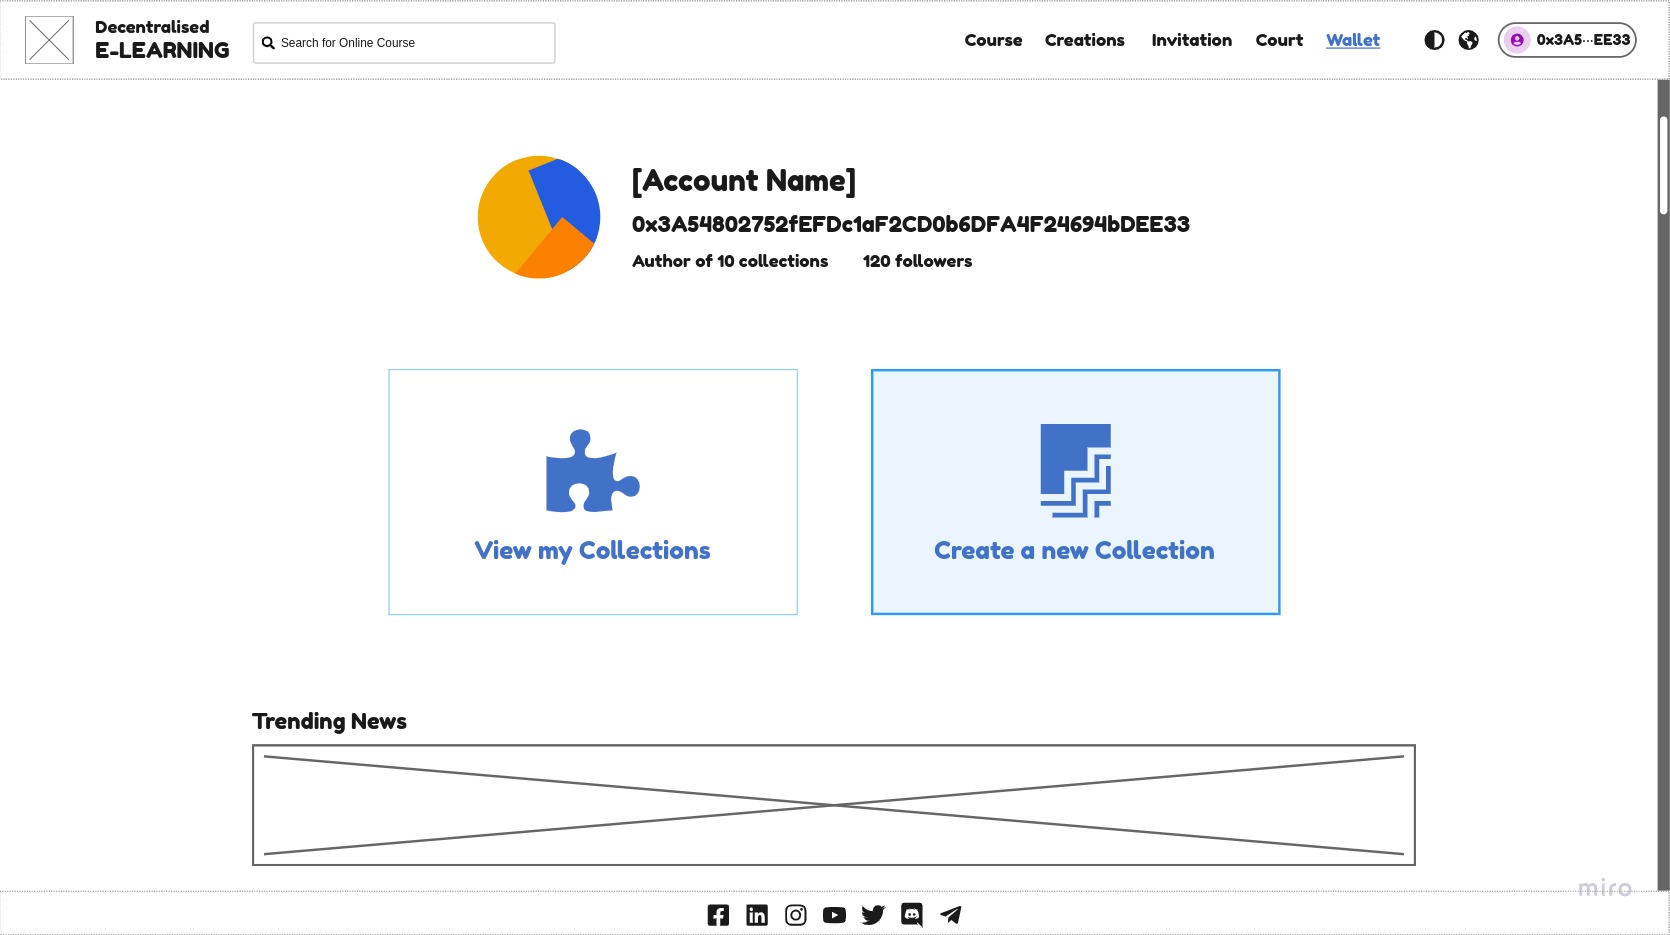 Decentralised
E-LEARNING
Search for Online Course
Course Creations Invitation Court Wallet
0x3A5···EE33
[Account Name]
0x3A54802752fEFDc1aF2CD0b6DFA4F24694bDEE33
Author of 10 collections 120 followers
View my Collections
Create a new Collection
Trending News
miro